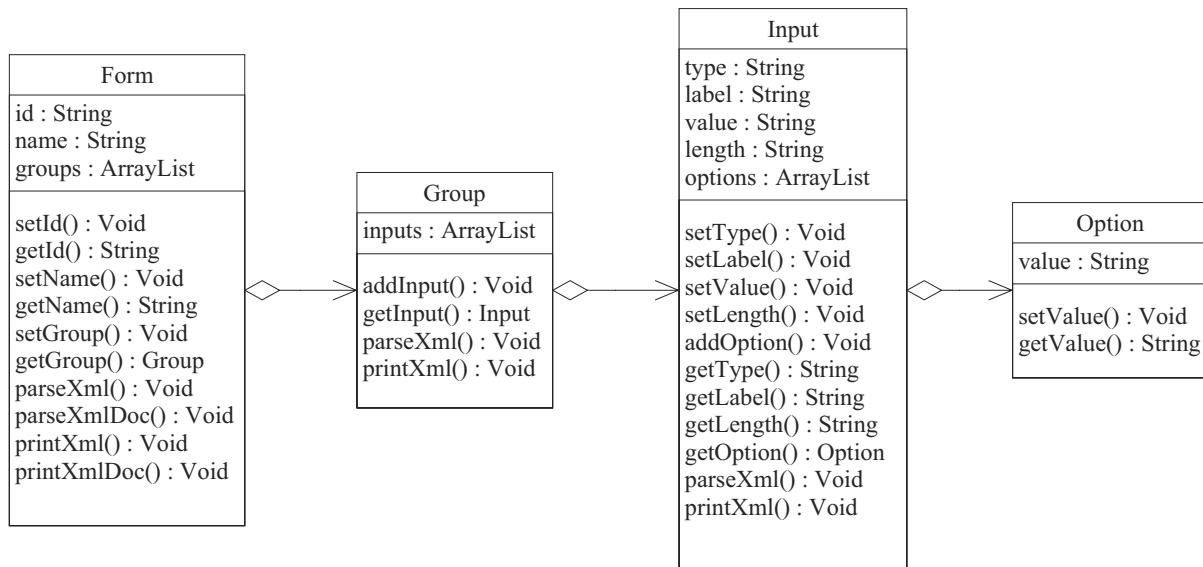 Form
id : String
name : String
groups : ArrayList
setId() : Void
getId() : String
setName() : Void
getName() : String
setGroup() : Void
getGroup() : Group
parseXml() : Void
parseXmlDoc() : Void
printXml() : Void
printXmlDoc() : Void
Group
inputs : ArrayList
addInput() : Void
getInput() : Input
parseXml() : Void
printXml() : Void
Input
type : String
label : String
value : String
length : String
options : ArrayList
setType() : Void
setLabel() : Void
setValue() : Void
setLength() : Void
addOption() : Void
getType() : String
getLabel() : String
getLength() : String
getOption() : Option
parseXml() : Void
printXml() : Void
Option
value : String
setValue() : Void
getValue() : String